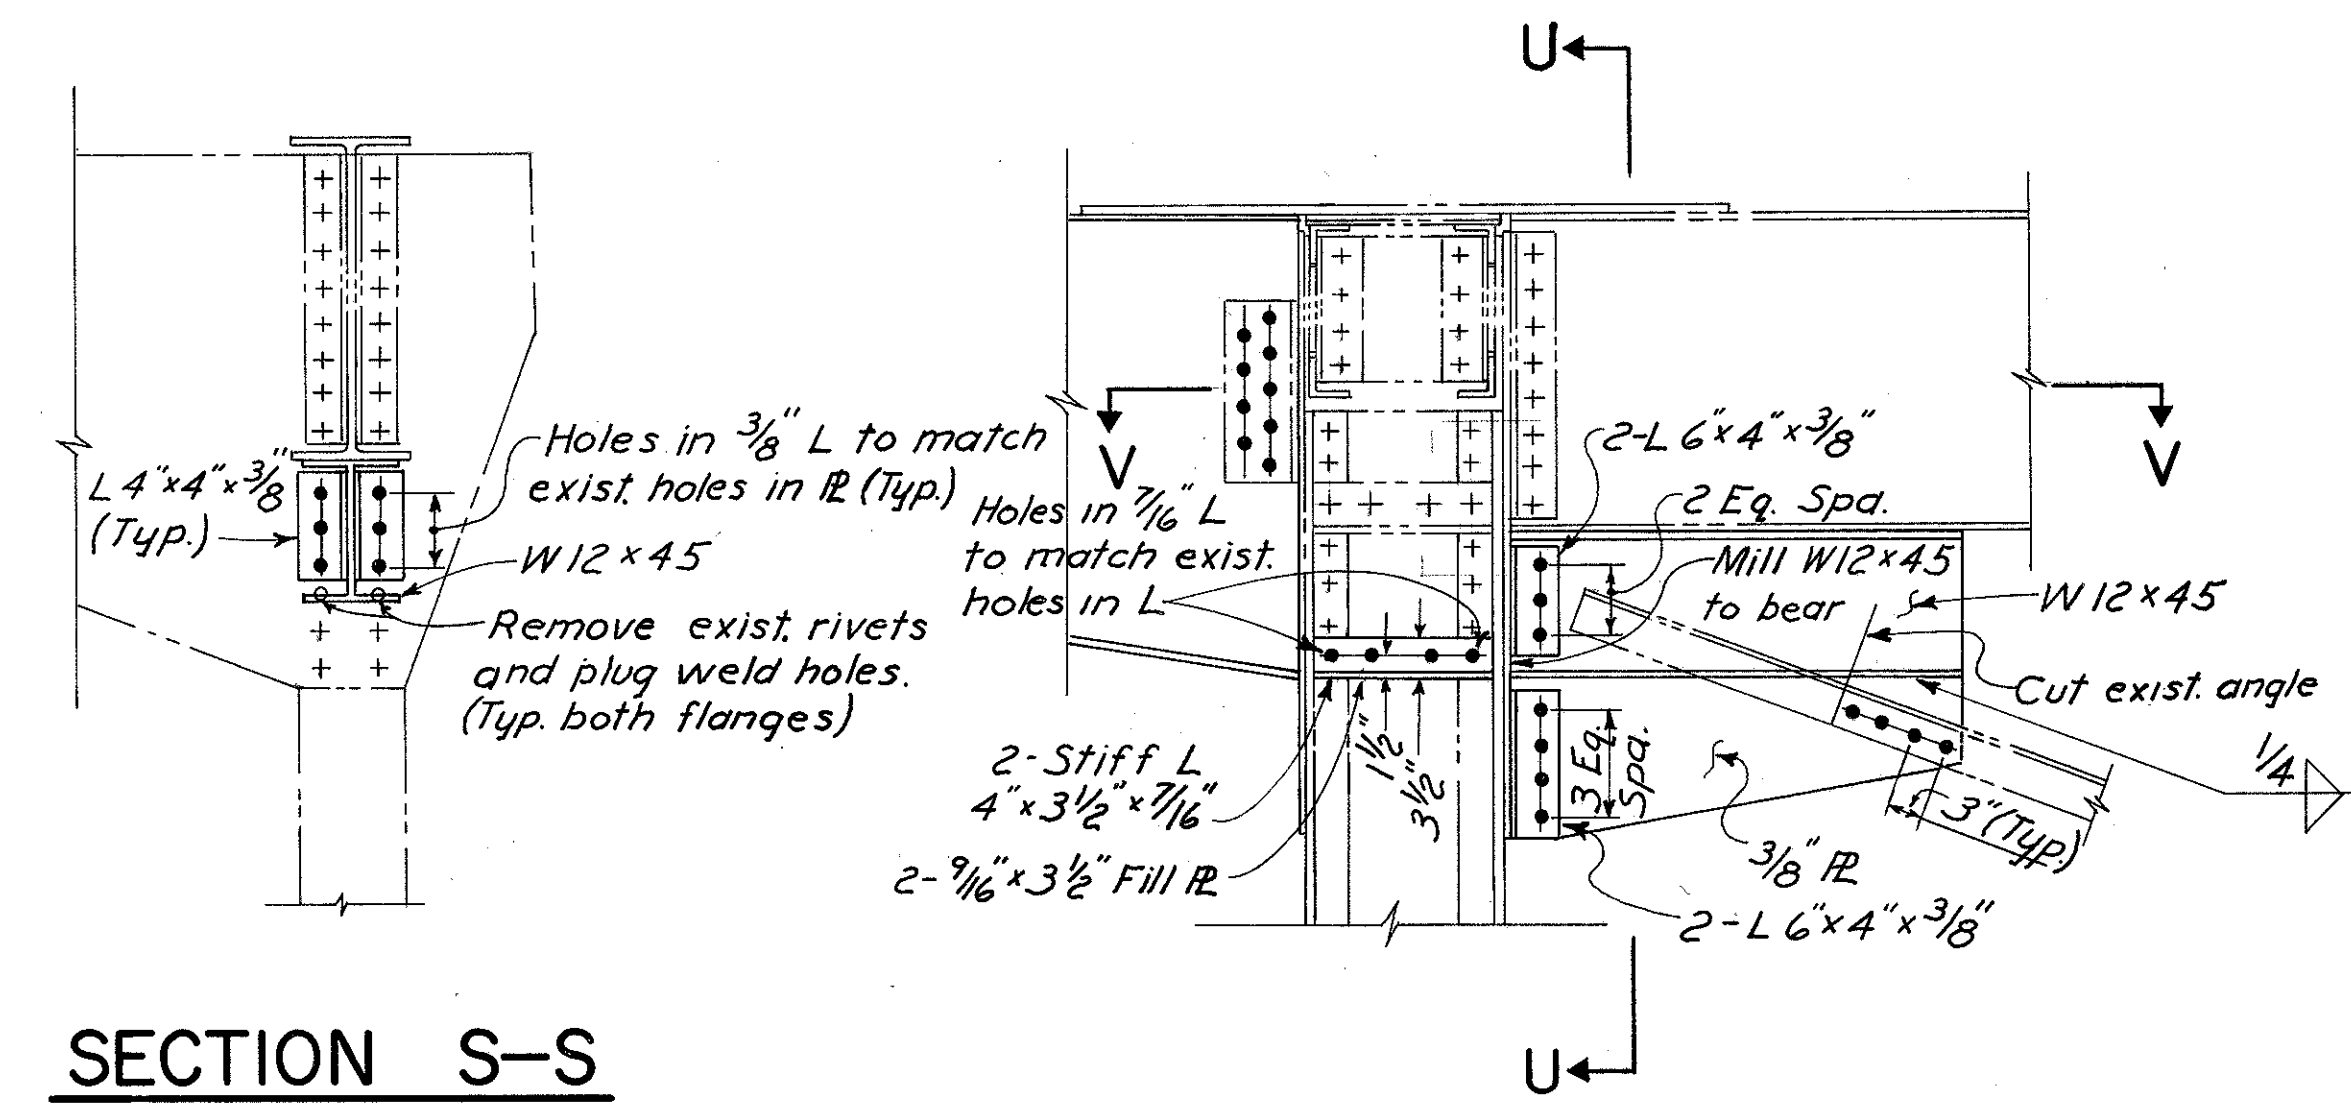 L 4"x4"x3/8"
(Typ.)
Holes in 3/8" L to match
exist. holes in ℄ (Typ.)
W 12 x 45
Remove exist. rivets
and plug weld holes.
(Typ. both flanges)
SECTION S-S
U
V
Holes in 7/16" L
to match exist.
holes in L
2-L 6"x4"x3/8"
2 Eq. Spa.
Mill W12x45
to bear
V
W 12 x 45
Cut exist. angle
1/4
2-Stiff L
4"x3 1/2"x7/16"
2-9/16"x3 1/2" Fill PL
1 1/2"
3 1/2"
3 Eq.
Spa.
3" (Typ.)
3/8" PL
2-L 6"x4"x3/8"
U